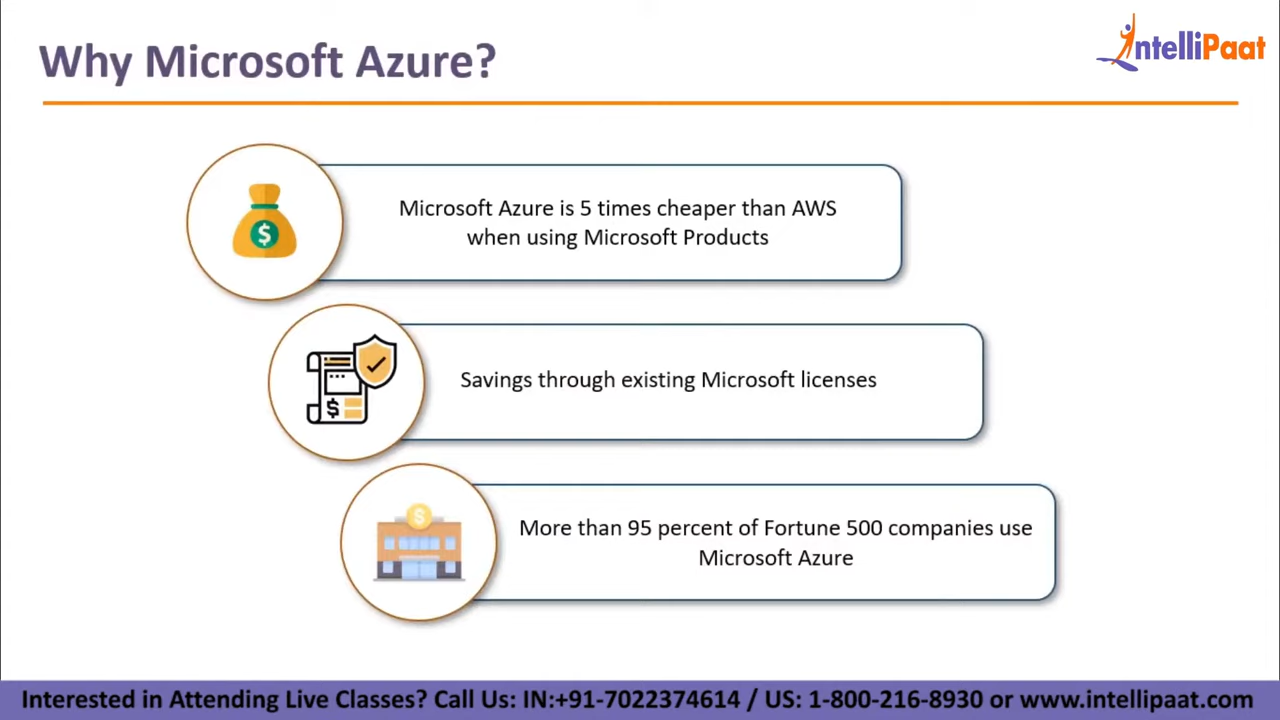 Why Microsoft Azure?
IntelliPaat
$
Microsoft Azure is 5 times cheaper than AWS
when using Microsoft Products
$
Savings through existing Microsoft licenses
$
More than 95 percent of Fortune 500 companies use
Microsoft Azure
Interested in Attending Live Classes? Call Us: IN:+91-7022374614 / US: 1-800-216-8930 or www.intellipaat.com